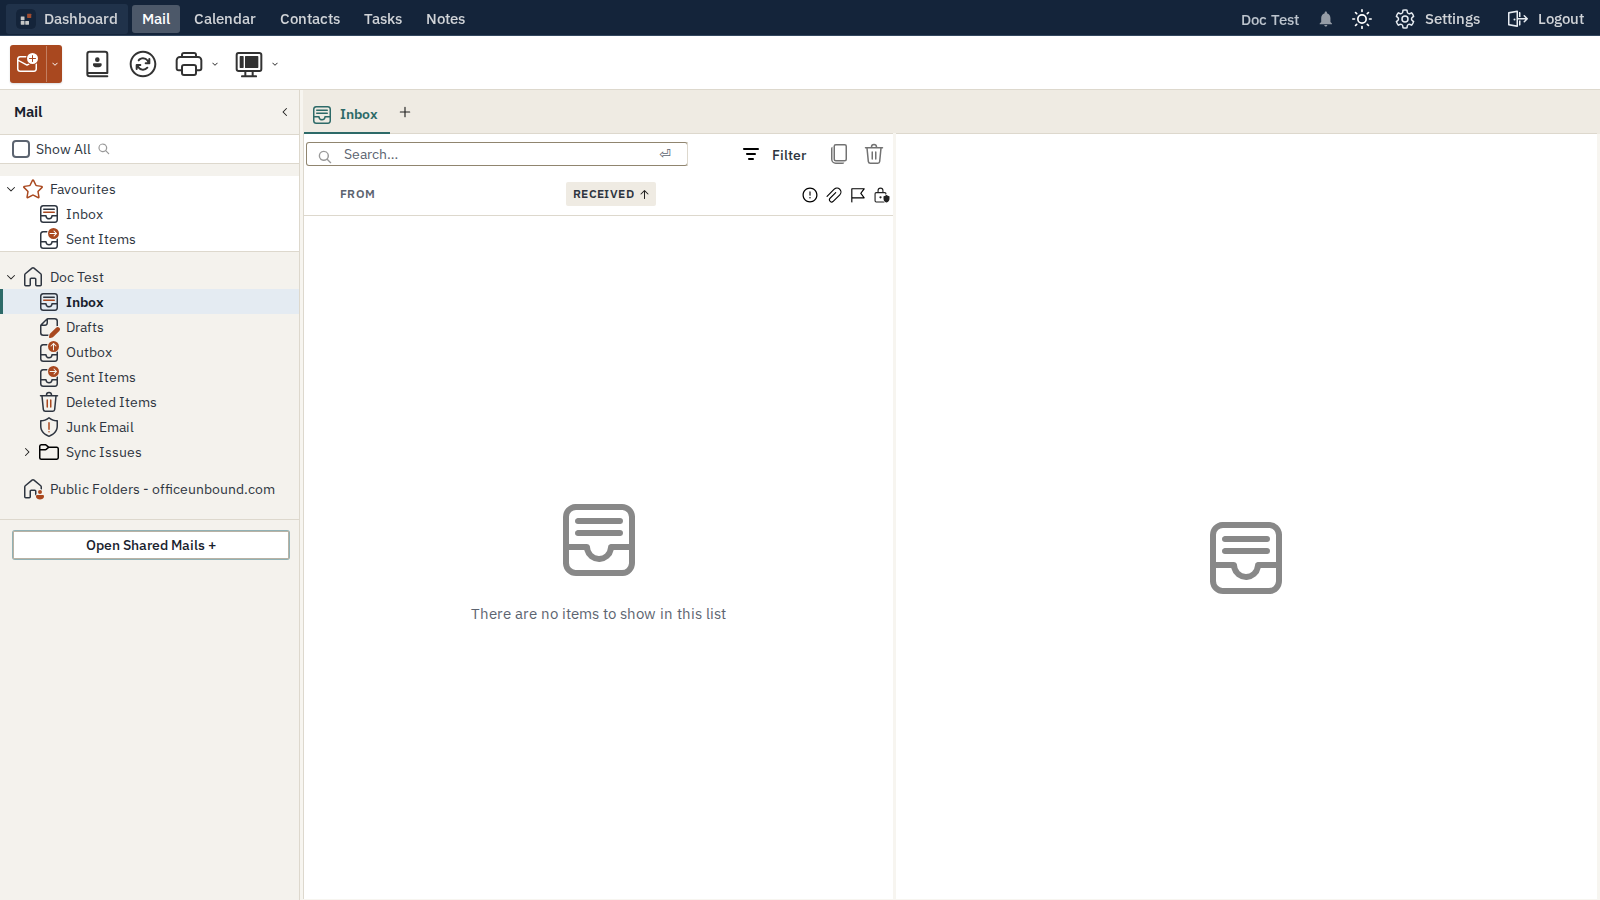 Dashboard Mail Calendar Contacts Tasks Notes Doc Test Settings Logout
Mail
Inbox
Show All
Search...
Filter
Favourites
FROM RECEIVED
Inbox
Sent Items
Doc Test
Inbox
Drafts
Outbox
Sent Items
Deleted Items
Junk Email
Sync Issues
Public Folders - officeunbound.com
Open Shared Mails +
There are no items to show in this list